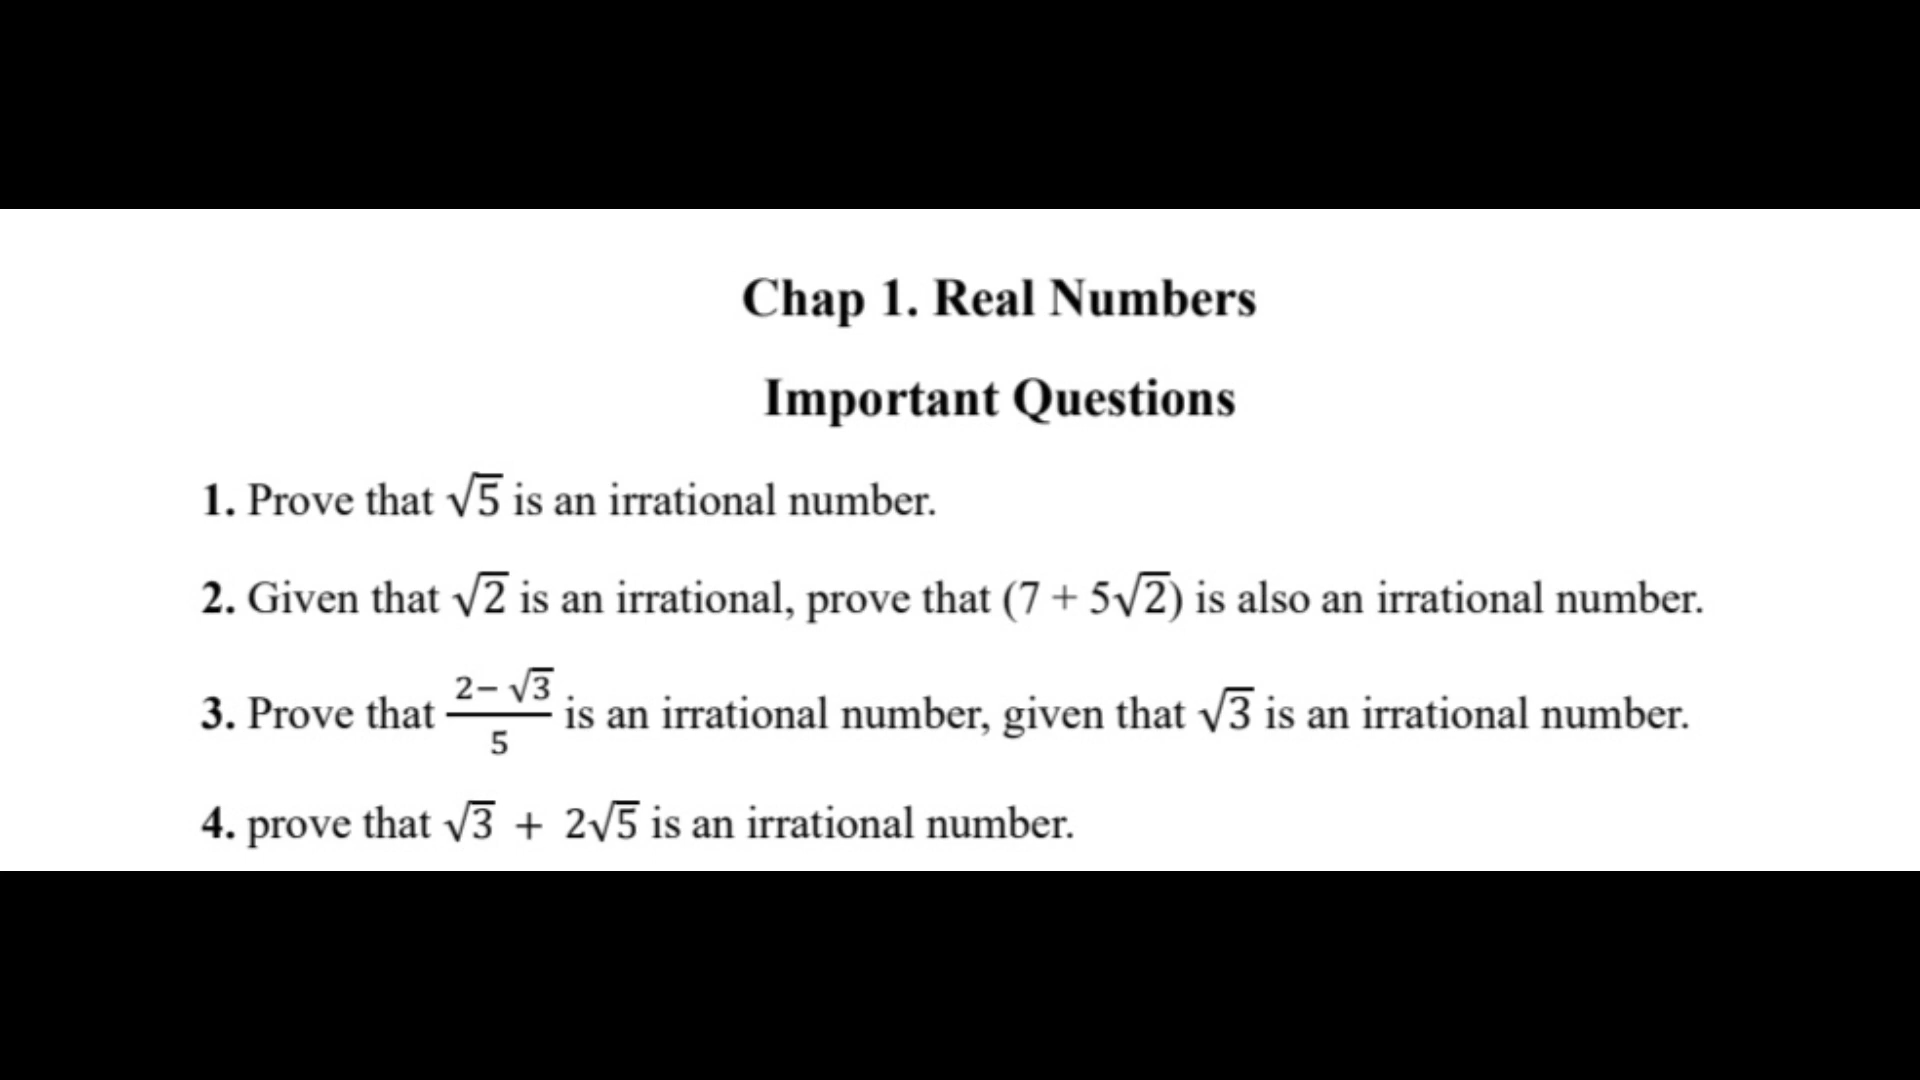 Chap 1. Real Numbers
Important Questions
1. Prove that √5 is an irrational number.
2. Given that √2 is an irrational, prove that (7 + 5√2) is also an irrational number.
3. Prove that (2− √3)/5 is an irrational number, given that √3 is an irrational number.
4. prove that √3 + 2√5 is an irrational number.